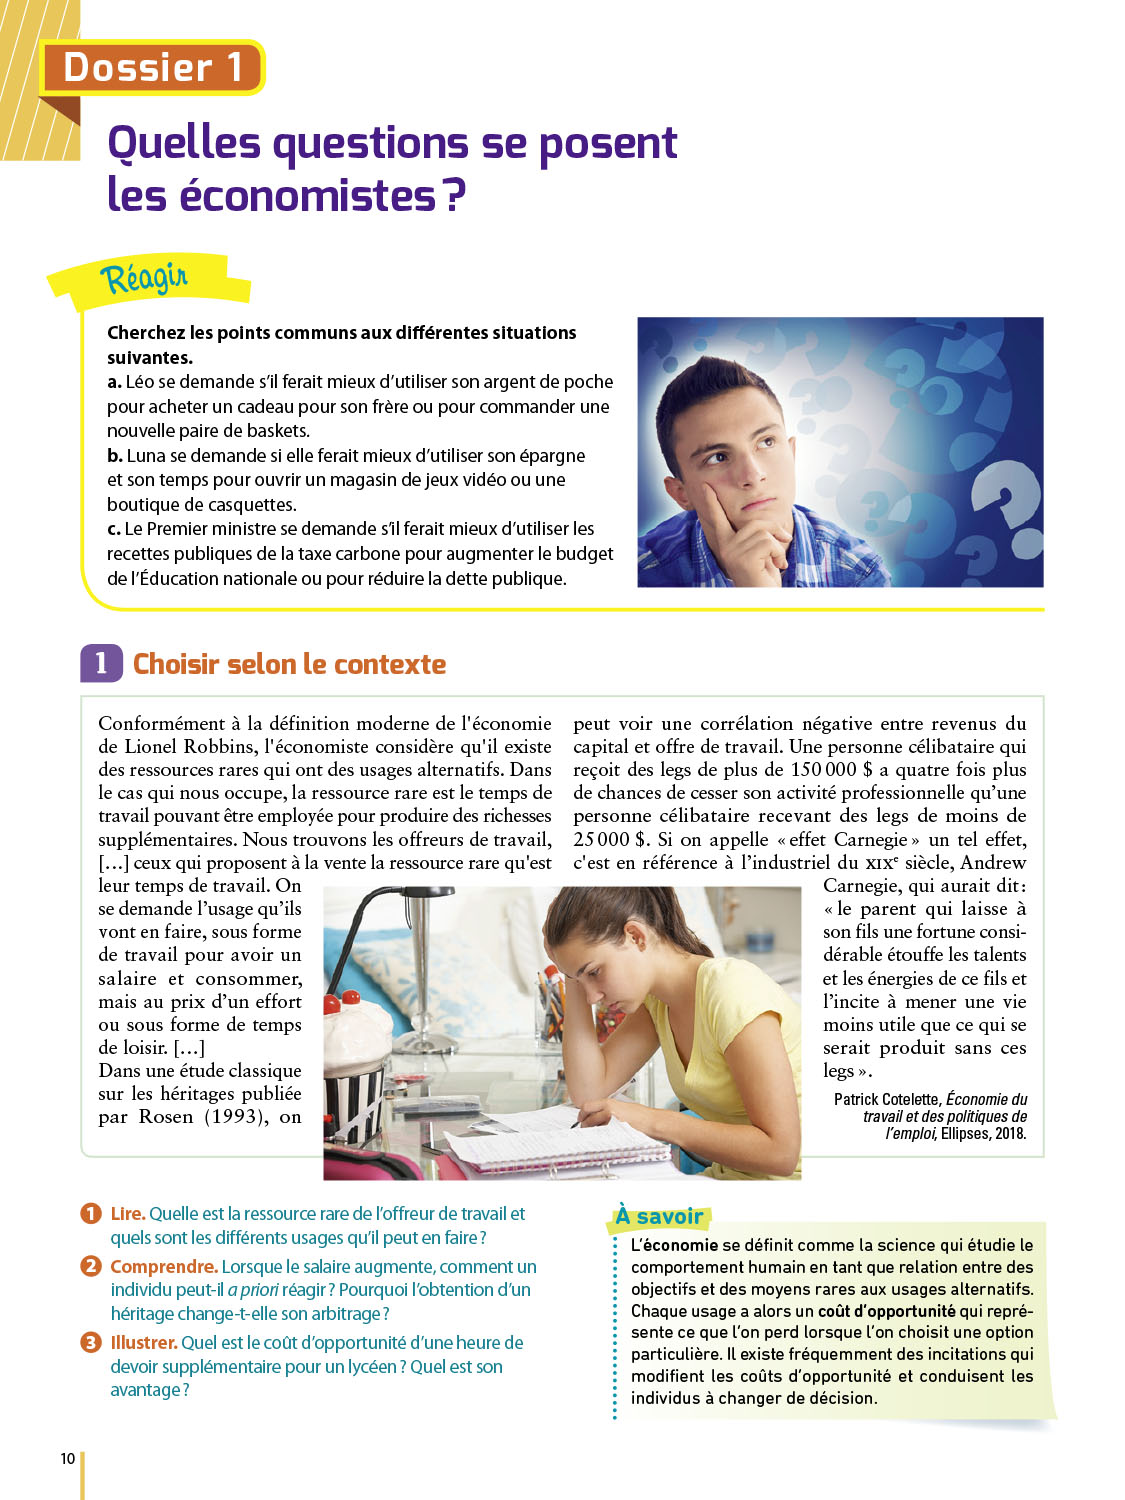 Dossier 1
Quelles questions se posent
les économistes ?
Réagir
Cherchez les points communs aux différentes situations
suivantes.
a. Léo se demande s’il ferait mieux d’utiliser son argent de poche
pour acheter un cadeau pour son frère ou pour commander une
nouvelle paire de baskets.
b. Luna se demande si elle ferait mieux d’utiliser son épargne
et son temps pour ouvrir un magasin de jeux vidéo ou une
boutique de casquettes.
c. Le Premier ministre se demande s’il ferait mieux d’utiliser les
recettes publiques de la taxe carbone pour augmenter le budget
de l’Éducation nationale ou pour réduire la dette publique.
1 Choisir selon le contexte
Conformément à la définition moderne de l'économie
de Lionel Robbins, l'économiste considère qu'il existe
des ressources rares qui ont des usages alternatifs. Dans
le cas qui nous occupe, la ressource rare est le temps de
travail pouvant être employée pour produire des richesses
supplémentaires. Nous trouvons les offreurs de travail,
[…] ceux qui proposent à la vente la ressource rare qu'est
leur temps de travail. On
se demande l’usage qu’ils
vont en faire, sous forme
de travail pour avoir un
salaire et consommer,
mais au prix d’un effort
ou sous forme de temps
de loisir. […]
Dans une étude classique
sur les héritages publiée
par Rosen (1993), on
peut voir une corrélation négative entre revenus du
capital et offre de travail. Une personne célibataire qui
reçoit des legs de plus de 150 000 $ a quatre fois plus
de chances de cesser son activité professionnelle qu’une
personne célibataire recevant des legs de moins de
25 000 $. Si on appelle « effet Carnegie » un tel effet,
c'est en référence à l’industriel du XIXe siècle, Andrew
Carnegie, qui aurait dit :
« le parent qui laisse à
son fils une fortune consi-
dérable étouffe les talents
et les énergies de ce fils et
l’incite à mener une vie
moins utile que ce qui se
serait produit sans ces
legs ».
Patrick Cotelette, Économie du
travail et des politiques de
l’emploi, Ellipses, 2018.
1 Lire. Quelle est la ressource rare de l’offreur de travail et
quels sont les différents usages qu’il peut en faire ?
2 Comprendre. Lorsque le salaire augmente, comment un
individu peut-il a priori réagir ? Pourquoi l’obtention d’un
héritage change-t-elle son arbitrage ?
3 Illustrer. Quel est le coût d’opportunité d’une heure de
devoir supplémentaire pour un lycéen ? Quel est son
avantage ?
À savoir
L’économie se définit comme la science qui étudie le
comportement humain en tant que relation entre des
objectifs et des moyens rares aux usages alternatifs.
Chaque usage a alors un coût d’opportunité qui repré-
sente ce que l’on perd lorsque l’on choisit une option
particulière. Il existe fréquemment des incitations qui
modifient les coûts d’opportunité et conduisent les
individus à changer de décision.
10